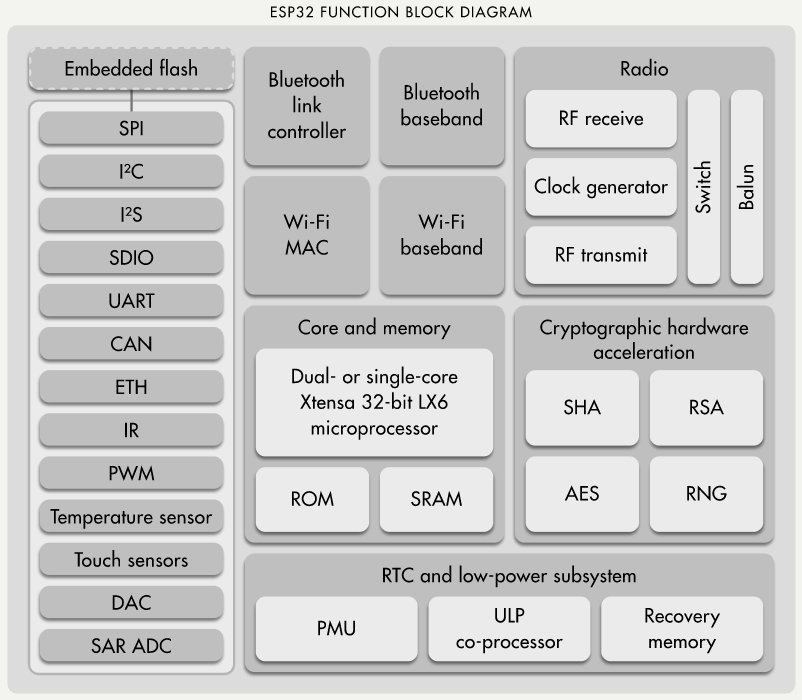 ESP32 FUNCTION BLOCK DIAGRAM
Embedded flash
SPI
I²C
I²S
SDIO
UART
CAN
ETH
IR
PWM
Temperature sensor
Touch sensors
DAC
SAR ADC
Bluetooth
link
controller
Bluetooth
baseband
Wi-Fi
MAC
Wi-Fi
baseband
Radio
RF receive
Clock generator
RF transmit
Switch
Balun
Core and memory
Dual- or single-core
Xtensa 32-bit LX6
microprocessor
ROM
SRAM
Cryptographic hardware
acceleration
SHA
RSA
AES
RNG
RTC and low-power subsystem
PMU
ULP
co-processor
Recovery
memory